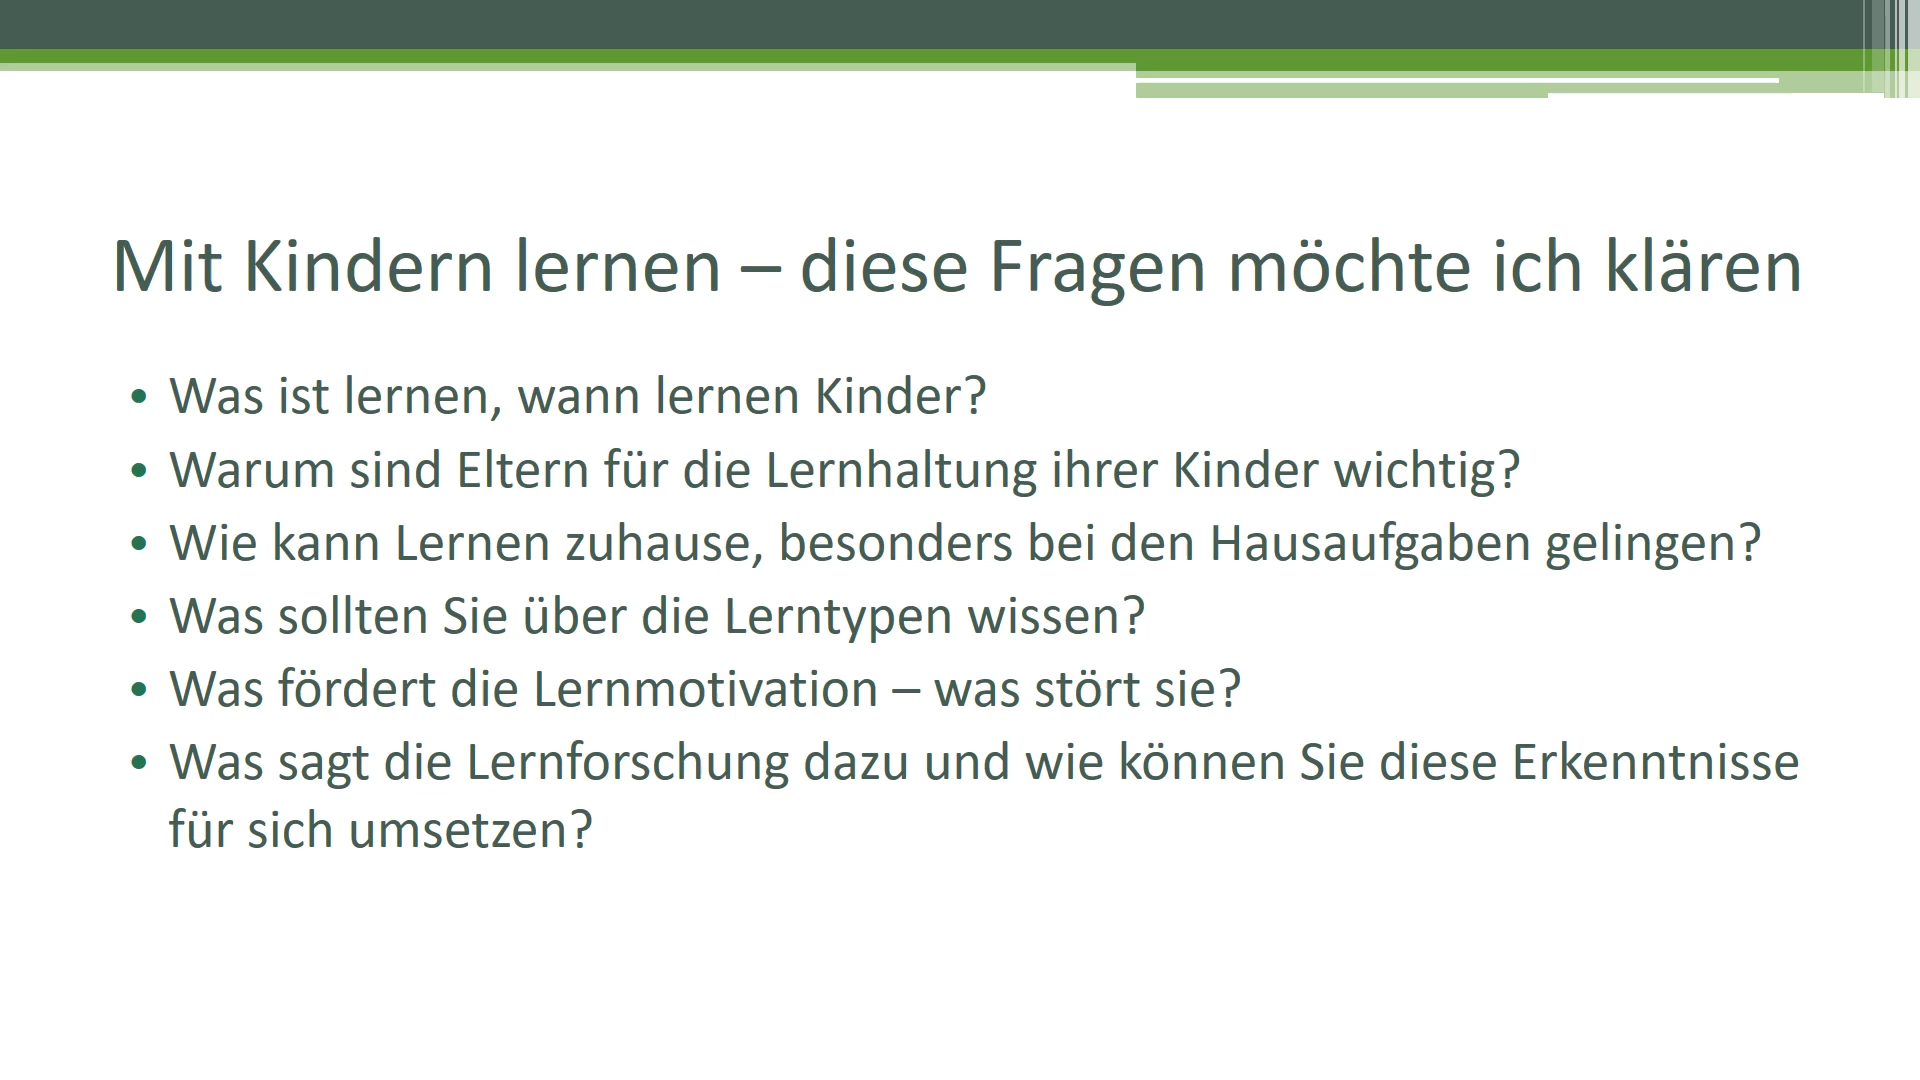 Mit Kindern lernen – diese Fragen möchte ich klären
• Was ist lernen, wann lernen Kinder?
• Warum sind Eltern für die Lernhaltung ihrer Kinder wichtig?
• Wie kann Lernen zuhause, besonders bei den Hausaufgaben gelingen?
• Was sollten Sie über die Lerntypen wissen?
• Was fördert die Lernmotivation – was stört sie?
• Was sagt die Lernforschung dazu und wie können Sie diese Erkenntnisse
für sich umsetzen?